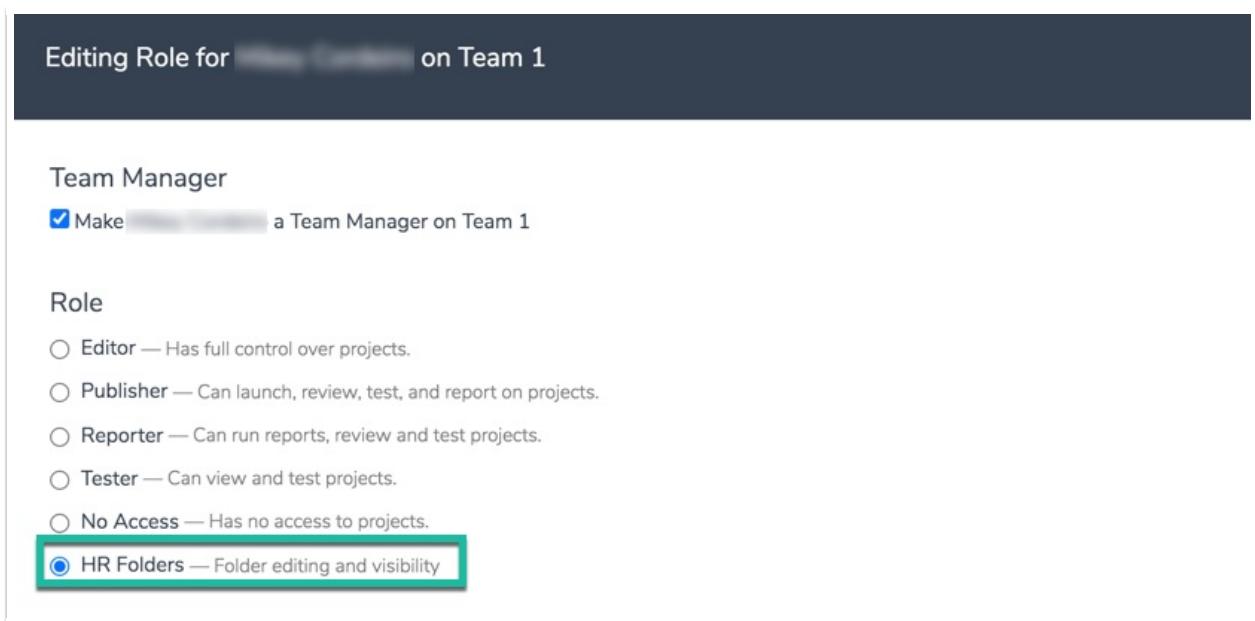 Editing Role for on Team 1
Team Manager
Make a Team Manager on Team 1
Role
Editor — Has full control over projects.
Publisher — Can launch, review, test, and report on projects.
Reporter — Can run reports, review and test projects.
Tester — Can view and test projects.
No Access — Has no access to projects.
HR Folders — Folder editing and visibility